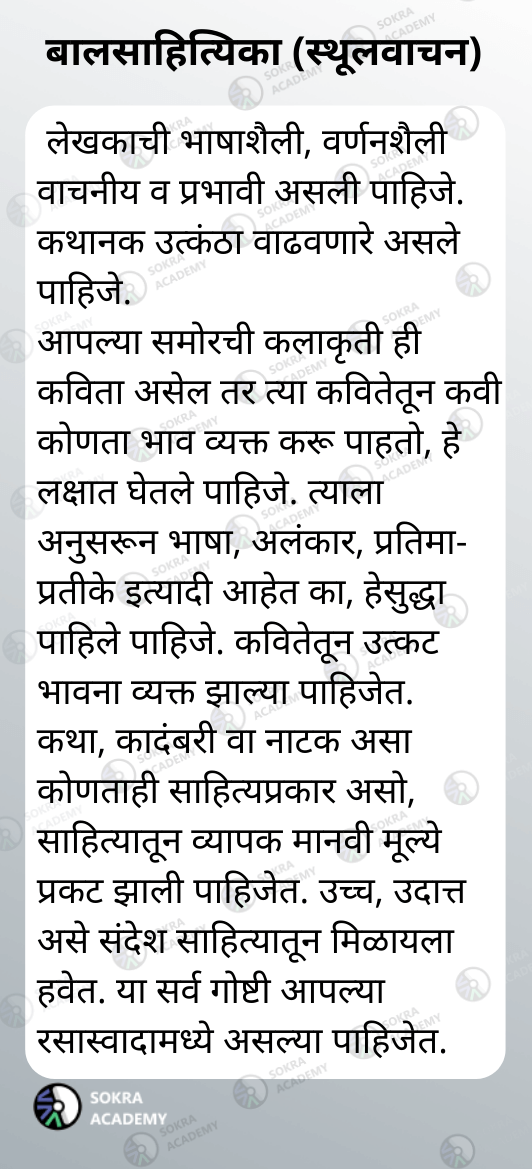 बालसाहित्यिका (स्थूलवाचन)
लेखकाची भाषाशैली, वर्णनशैली
वाचनीय व प्रभावी असली पाहिजे.
कथानक उत्कंठा वाढवणारे असले
पाहिजे.
आपल्या समोरची कलाकृती ही
कविता असेल तर त्या कवितेतून कवी
कोणता भाव व्यक्त करू पाहतो, हे
लक्षात घेतले पाहिजे. त्याला
अनुसरून भाषा, अलंकार, प्रतिमा-
प्रतीके इत्यादी आहेत का, हेसुद्धा
पाहिले पाहिजे. कवितेतून उत्कट
भावना व्यक्त झाल्या पाहिजेत.
कथा, कादंबरी वा नाटक असा
कोणताही साहित्यप्रकार असो,
साहित्यातून व्यापक मानवी मूल्ये
प्रकट झाली पाहिजेत. उच्च, उदात्त
असे संदेश साहित्यातून मिळायला
हवेत. या सर्व गोष्टी आपल्या
रसास्वादामध्ये असल्या पाहिजेत.
SOKRA
ACADEMY